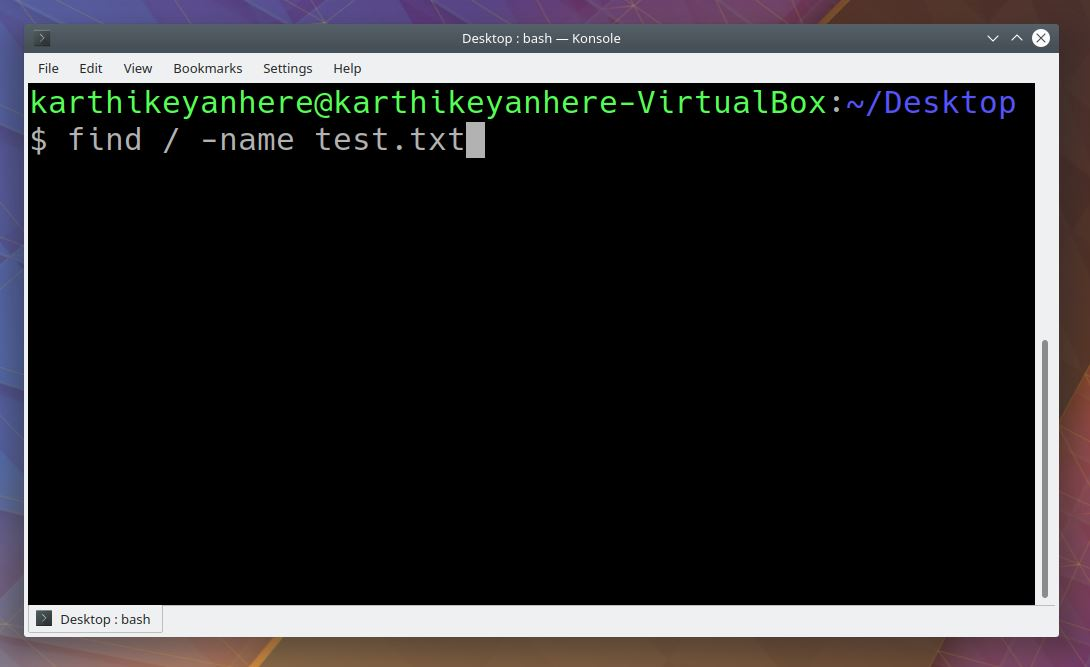 Desktop : bash — Konsole
File Edit View Bookmarks Settings Help
karthikeyanhere@karthikeyanhere-VirtualBox:~/Desktop
$ find / -name test.txt
Desktop : bash